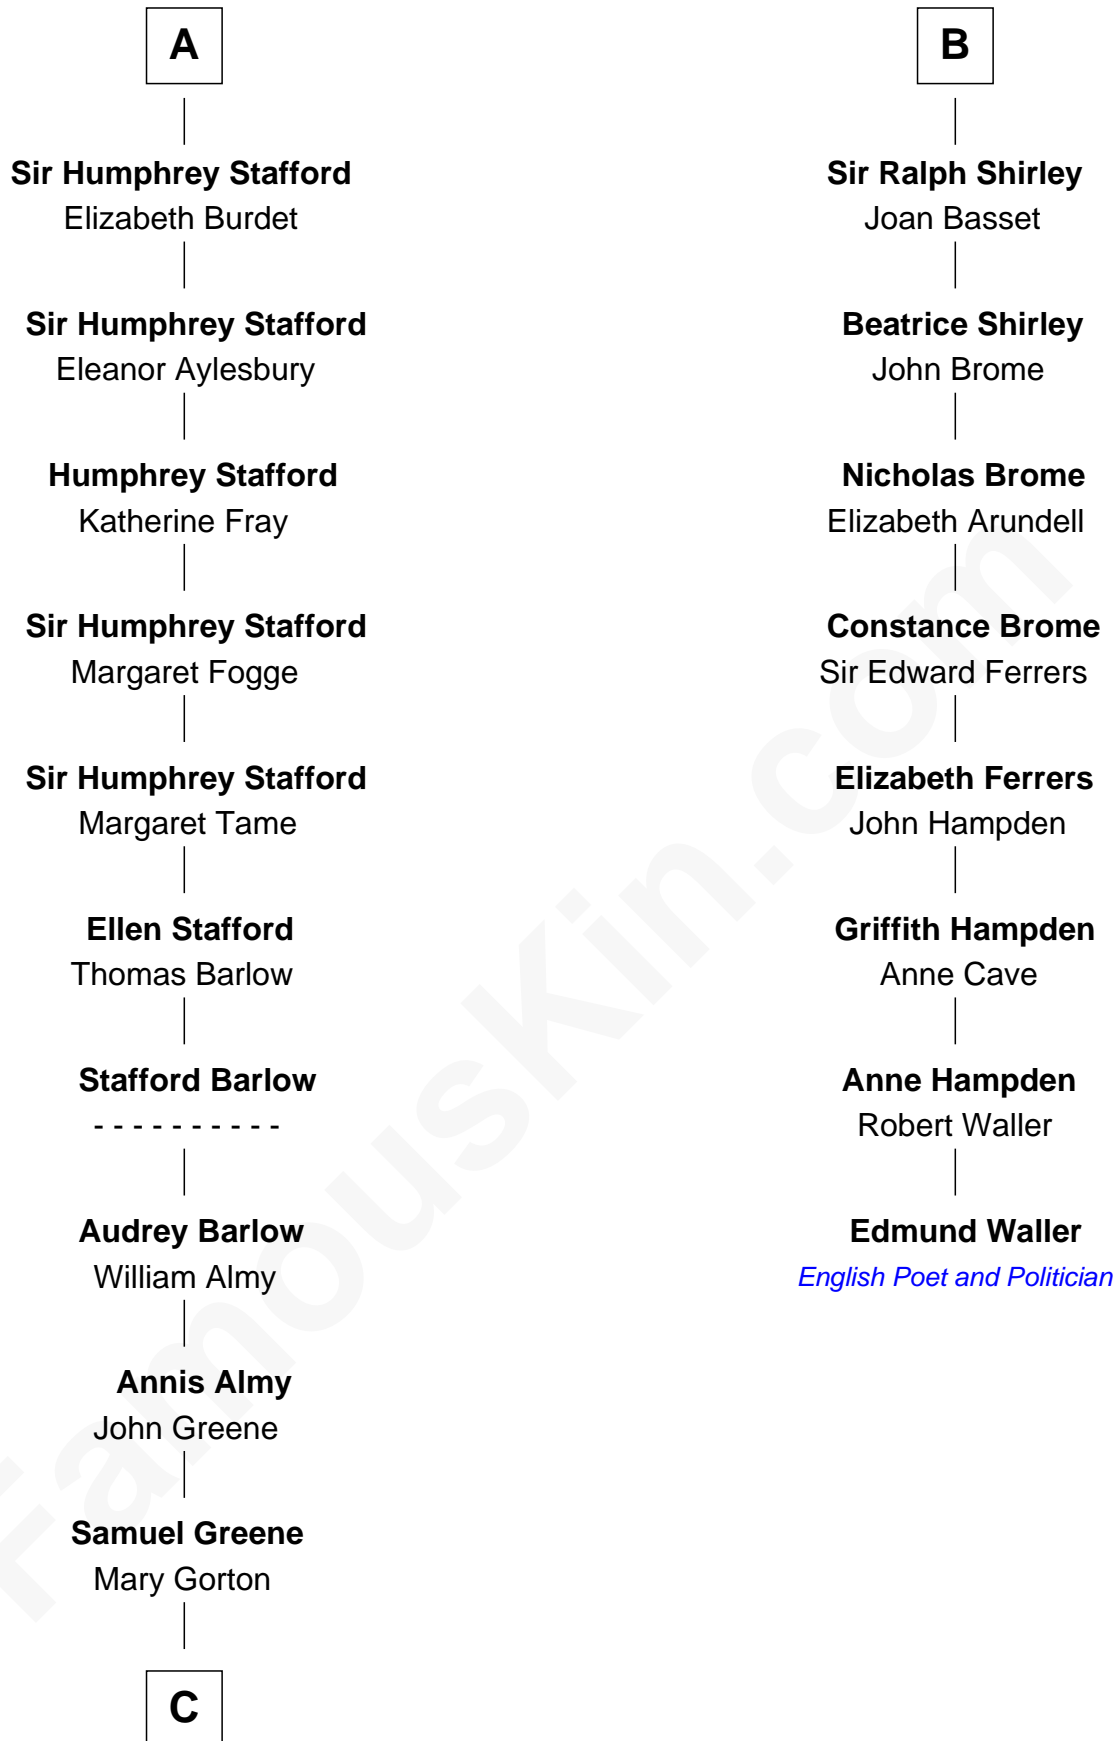 A
Sir Humphrey Stafford
Elizabeth Burdet
Sir Humphrey Stafford
Eleanor Aylesbury
Humphrey Stafford
Katherine Fray
Sir Humphrey Stafford
Margaret Fogge
Sir Humphrey Stafford
Margaret Tame
Ellen Stafford
Thomas Barlow
Stafford Barlow
- - - - - - - - - -
Audrey Barlow
William Almy
Annis Almy
John Greene
Samuel Greene
Mary Gorton
C
B
Sir Ralph Shirley
Joan Basset
Beatrice Shirley
John Brome
Nicholas Brome
Elizabeth Arundell
Constance Brome
Sir Edward Ferrers
Elizabeth Ferrers
John Hampden
Griffith Hampden
Anne Cave
Anne Hampden
Robert Waller
Edmund Waller
English Poet and Politician
FamousKin.com